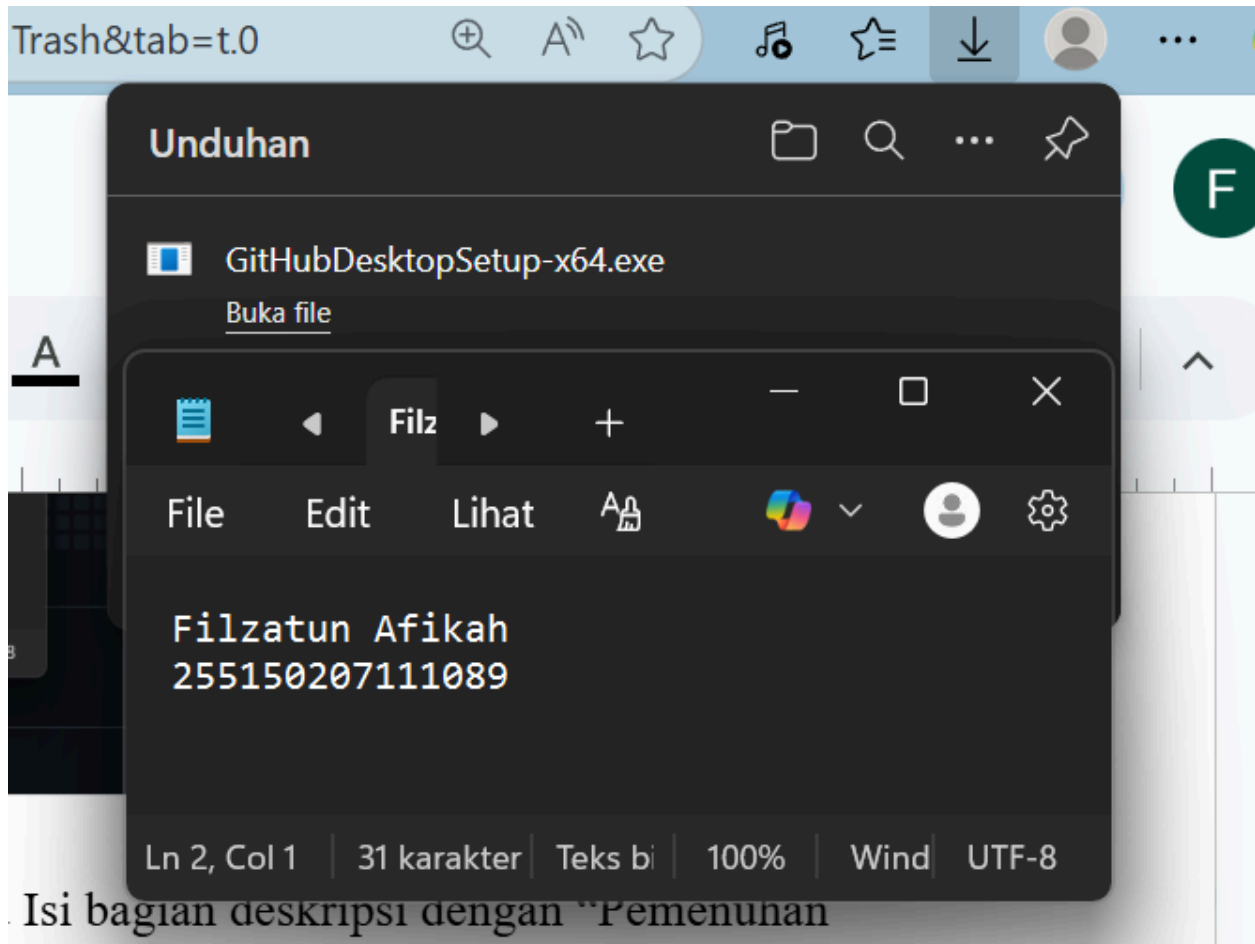 Trash&tab=t.0
Unduhan
F
GitHubDesktopSetup-x64.exe
Buka file
A
Filz
File Edit Lihat
Filzatun Afikah
255150207111089
Ln 2, Col 1 31 karakter Teks bi 100% Wind UTF-8
Isi bagian deskripsi dengan "Pemenuhan